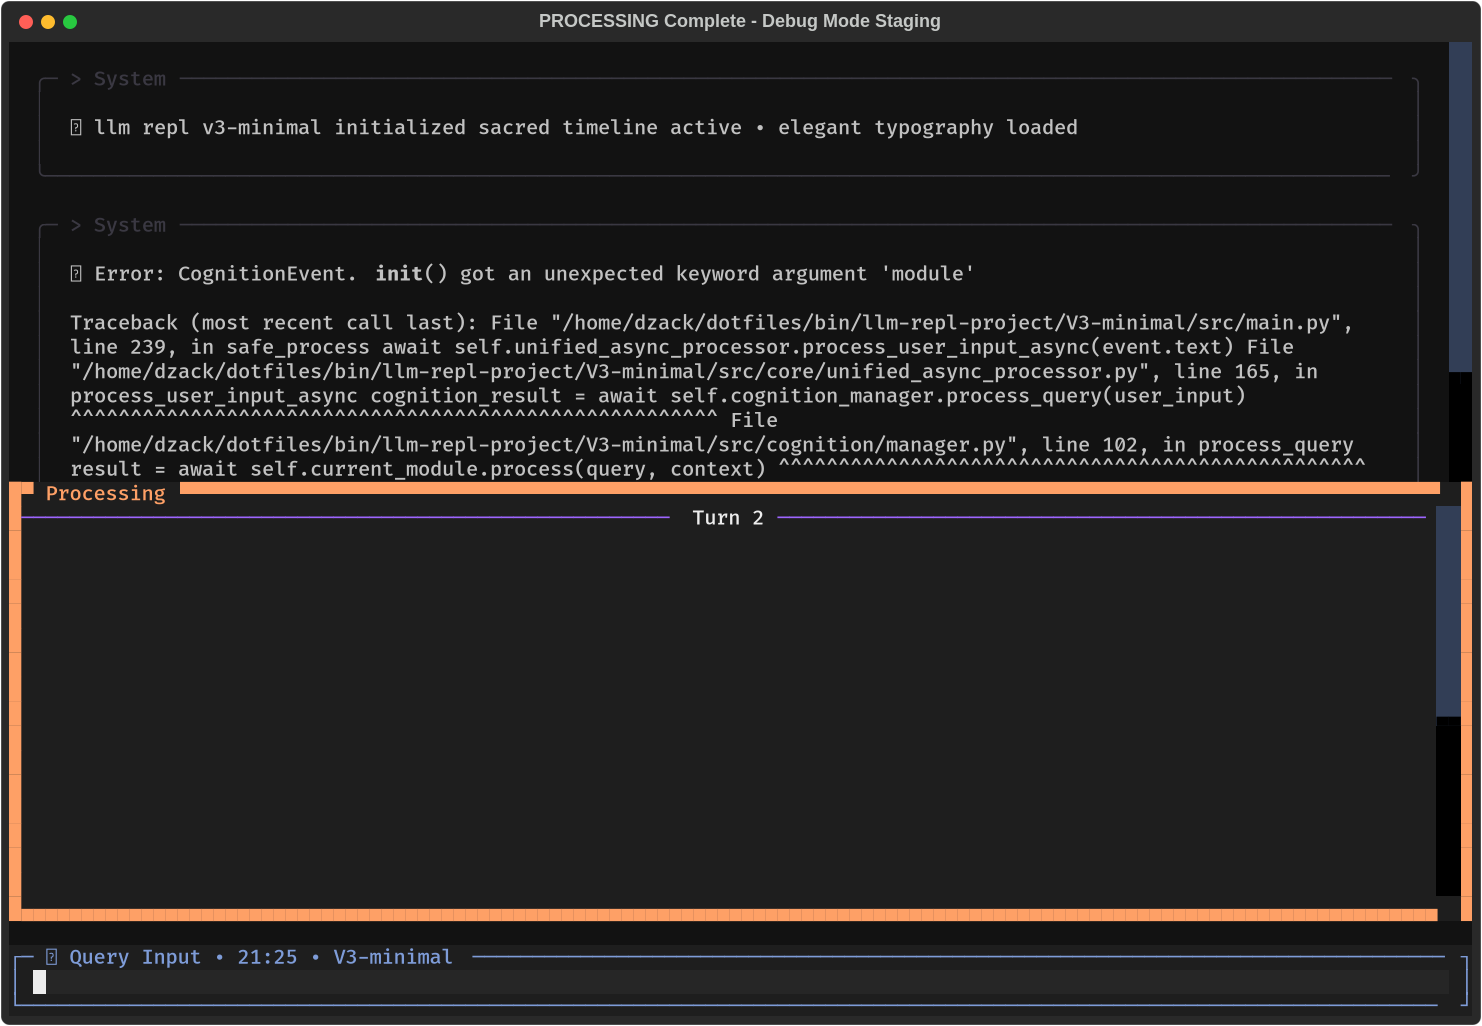 PROCESSING Complete - Debug Mode Staging
> System
llm repl v3-minimal initialized sacred timeline active • elegant typography loaded
> System
Error: CognitionEvent. init() got an unexpected keyword argument 'module'
Traceback (most recent call last): File "/home/dzack/dotfiles/bin/llm-repl-project/V3-minimal/src/main.py",
line 239, in safe_process await self.unified_async_processor.process_user_input_async(event.text) File
"/home/dzack/dotfiles/bin/llm-repl-project/V3-minimal/src/core/unified_async_processor.py", line 165, in
process_user_input_async cognition_result = await self.cognition_manager.process_query(user_input)
^^^^^^^^^^^^^^^^^^^^^^^^^^^^^^^^^^^^^^^^^^^^^^^^^^^^^^ File
"/home/dzack/dotfiles/bin/llm-repl-project/V3-minimal/src/cognition/manager.py", line 102, in process_query
result = await self.current_module.process(query, context) ^^^^^^^^^^^^^^^^^^^^^^^^^^^^^^^^^^^^^^^^^^^^^^^^^
Processing
Turn 2
Query Input • 21:25 • V3-minimal